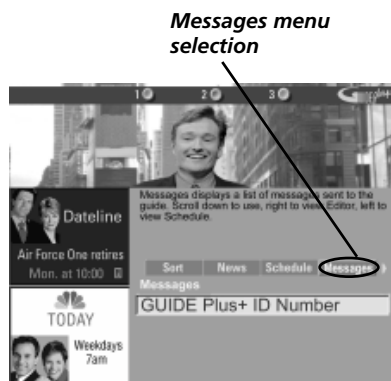 Messages menu
selection
1 2 3
Messages displays a list of messages sent to the
guide. Scroll down to use, right to view Editor, left to
view Schedule.
Dateline
Air Force One retires
Mon. at 10:00
Sort News Schedule Messages
Messages
GUIDE Plus+ ID Number
TODAY
Weekdays
7am